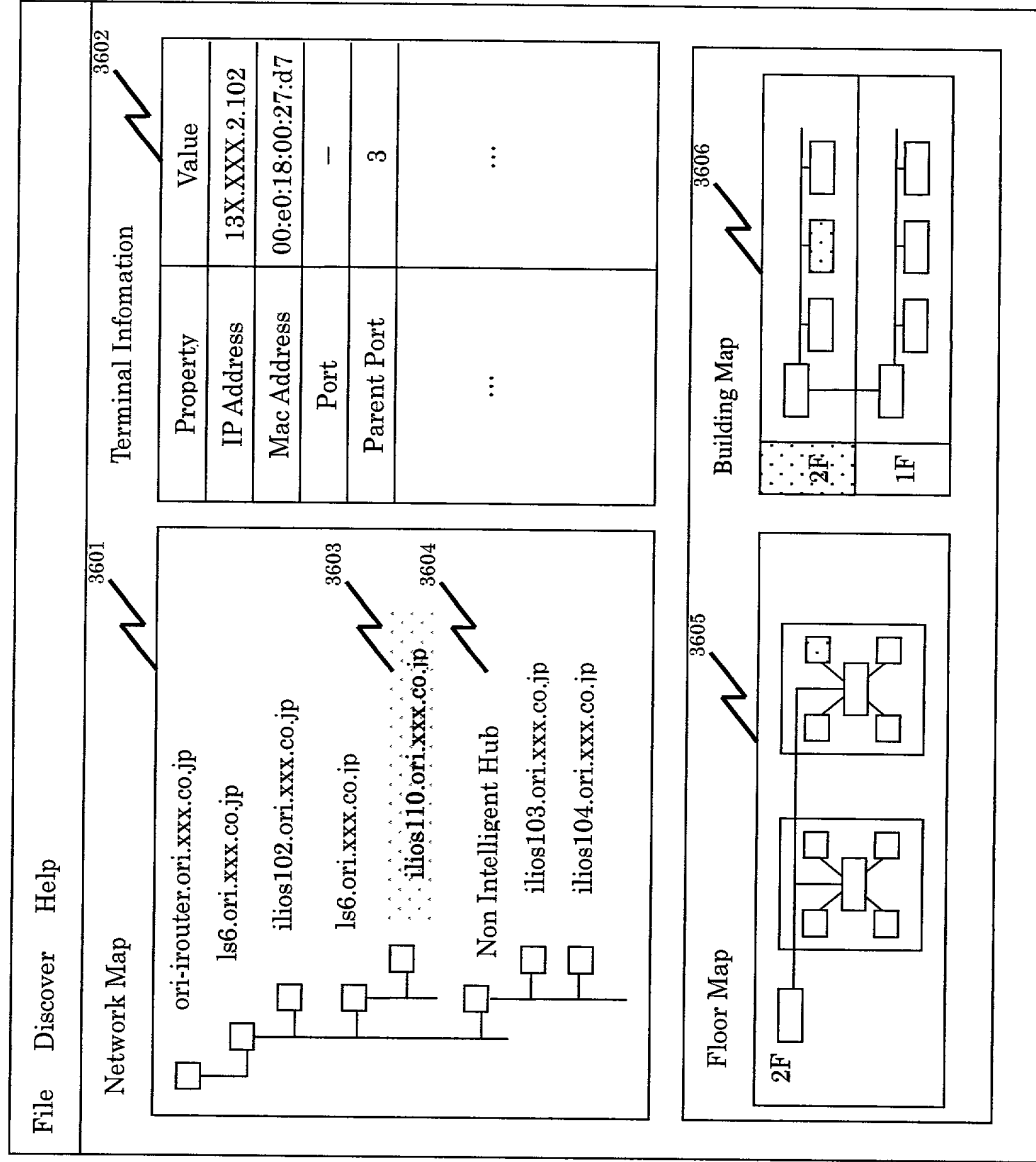 File Discover Help
Network Map
3601
ori-irouter.ori.xxx.co.jp
ls6.ori.xxx.co.jp
ilios102.ori.xxx.co.jp
ls6.ori.xxx.co.jp
3603
ilios110.ori.xxx.co.jp
3604
Non Intelligent Hub
ilios103.ori.xxx.co.jp
ilios104.ori.xxx.co.jp
Terminal Infomation
3602
Property Value
IP Address 13X.XXX.2.102
Mac Address 00:e0:18:00:27:d7
Port –
Parent Port 3
... ...
Floor Map
3605
2F
Building Map
3606
2F
1F